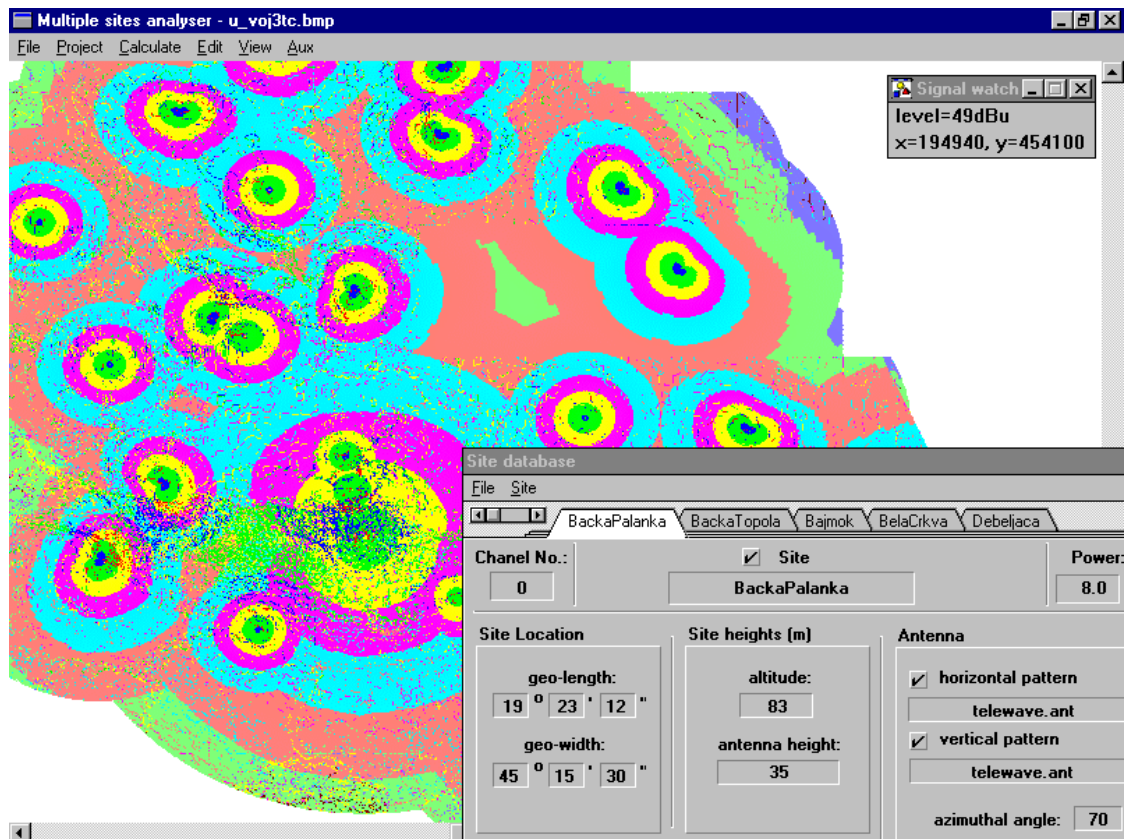 Multiple sites analyser - u_voj3tc.bmp
File Project Calculate Edit View Aux
Signal watch
level=49dBu
x=194940, y=454100
Site database
File Site
BackaPalanka BackaTopola Bajmok BelaCrkva Debeljaca
Chanel No.: Site Power:
0 BackaPalanka 8.0
Site Location Site heights (m) Antenna
geo-length: altitude: horizontal pattern
19 º 23 ' 12 " 83 telewave.ant
geo-width: antenna height: vertical pattern
45 º 15 ' 30 " 35 telewave.ant
azimuthal angle: 70